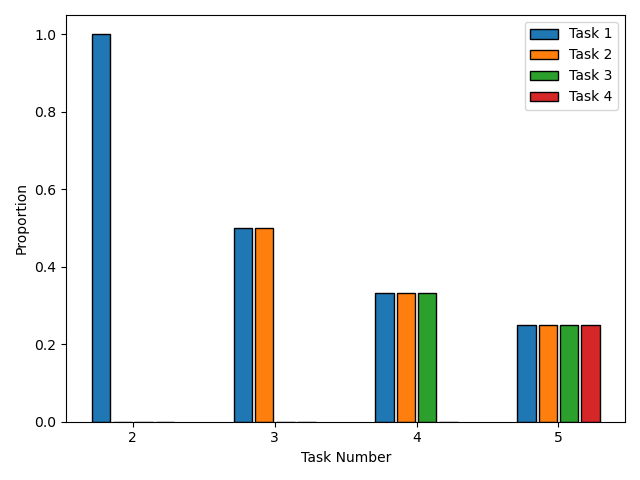 1.0
0.8
0.6
0.4
0.2
0.0
Proportion
2 3 4 5
Task Number
Task 1
Task 2
Task 3
Task 4